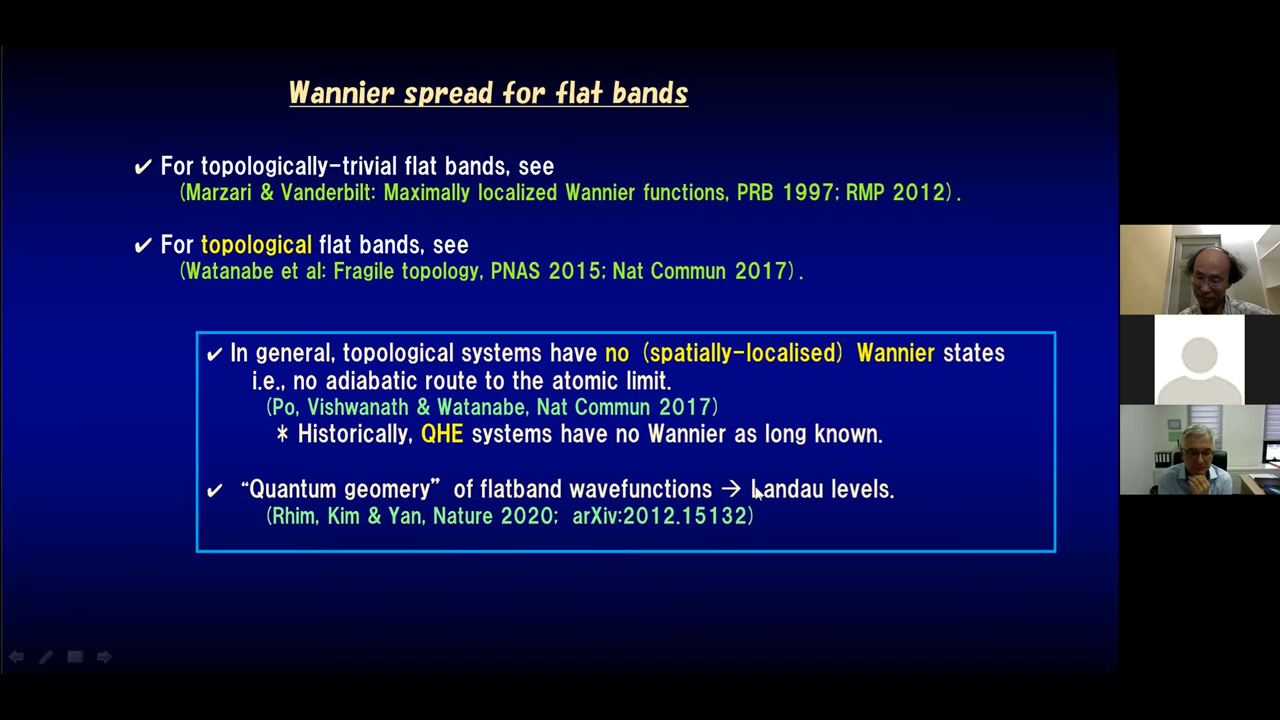 Wannier spread for flat bands
✔ For topologically-trivial flat bands, see
(Marzari & Vanderbilt: Maximally localized Wannier functions, PRB 1997; RMP 2012).
✔ For topological flat bands, see
(Watanabe et al: Fragile topology, PNAS 2015; Nat Commun 2017).
✔ In general, topological systems have no (spatially-localised) Wannier states
i.e., no adiabatic route to the atomic limit.
(Po, Vishwanath & Watanabe, Nat Commun 2017)
* Historically, QHE systems have no Wannier as long known.
✔ “Quantum geomery” of flatband wavefunctions → Landau levels.
(Rhim, Kim & Yan, Nature 2020; arXiv:2012.15132)